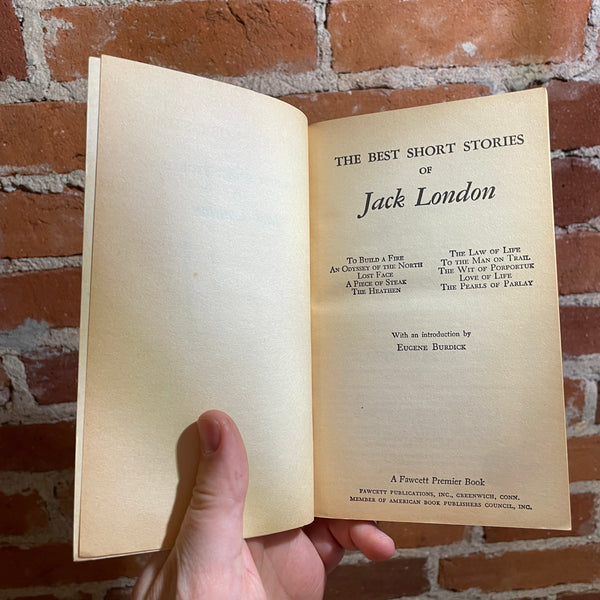 THE BEST SHORT STORIES
OF
Jack London
TO BUILD A FIRE
AN ODYSSEY OF THE NORTH
LOST FACE
A PIECE OF STEAK
THE HEATHEN
THE LAW OF LIFE
TO THE MAN ON TRAIL
THE WIT OF PORPORTUK
LOVE OF LIFE
THE PEARLS OF PARLAY
With an introduction by
EUGENE BURDICK
A Fawcett Premier Book
FAWCETT PUBLICATIONS, INC., GREENWICH, CONN.
MEMBER OF AMERICAN BOOK PUBLISHERS COUNCIL, INC.